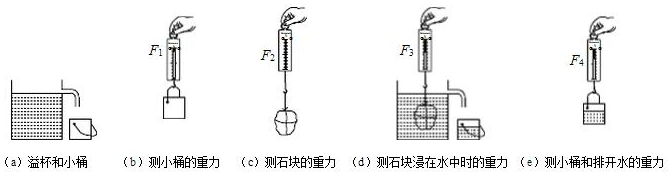 F1
F2
F3
F4
(a) 溢杯和小桶
(b) 测小桶的重力
(c) 测石块的重力
(d) 测石块浸在水中时的重力
(e) 测小桶和排开水的重力